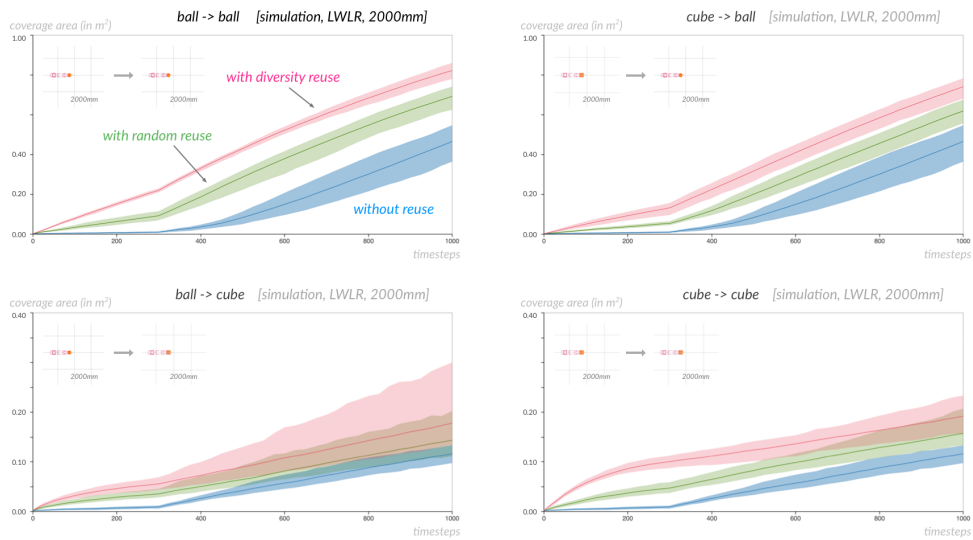 ball -> ball [simulation, LWLR, 2000mm]
coverage area (in m²)
1.00
0.40
0.20
0.00
0
200
400
600
800
1000
timesteps
2000mm
2000mm
with diversity reuse
with random reuse
without reuse
cube -> ball [simulation, LWLR, 2000mm]
coverage area (in m²)
1.00
0.40
0.20
0.00
0
200
400
600
800
1000
timesteps
2000mm
2000mm
ball -> cube [simulation, LWLR, 2000mm]
coverage area (in m²)
0.40
0.20
0.10
0.00
0
200
400
600
800
1000
timesteps
2000mm
2000mm
cube -> cube [simulation, LWLR, 2000mm]
coverage area (in m²)
0.40
0.20
0.10
0.00
0
200
400
600
800
1000
timesteps
2000mm
2000mm